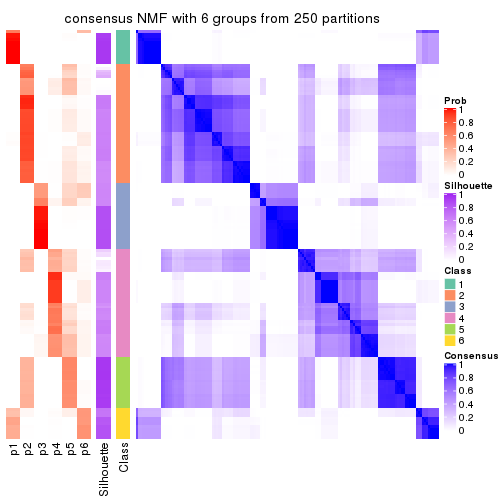 consensus NMF with 6 groups from 250 partitions
Prob
1
0.8
0.6
0.4
0.2
0
Silhouette
1
0.8
0.6
0.4
0.2
0
Class
1
2
3
4
5
6
Consensus
1
0.8
0.6
0.4
0.2
0
p1
p2
p3
p4
p5
p6
Silhouette
Class